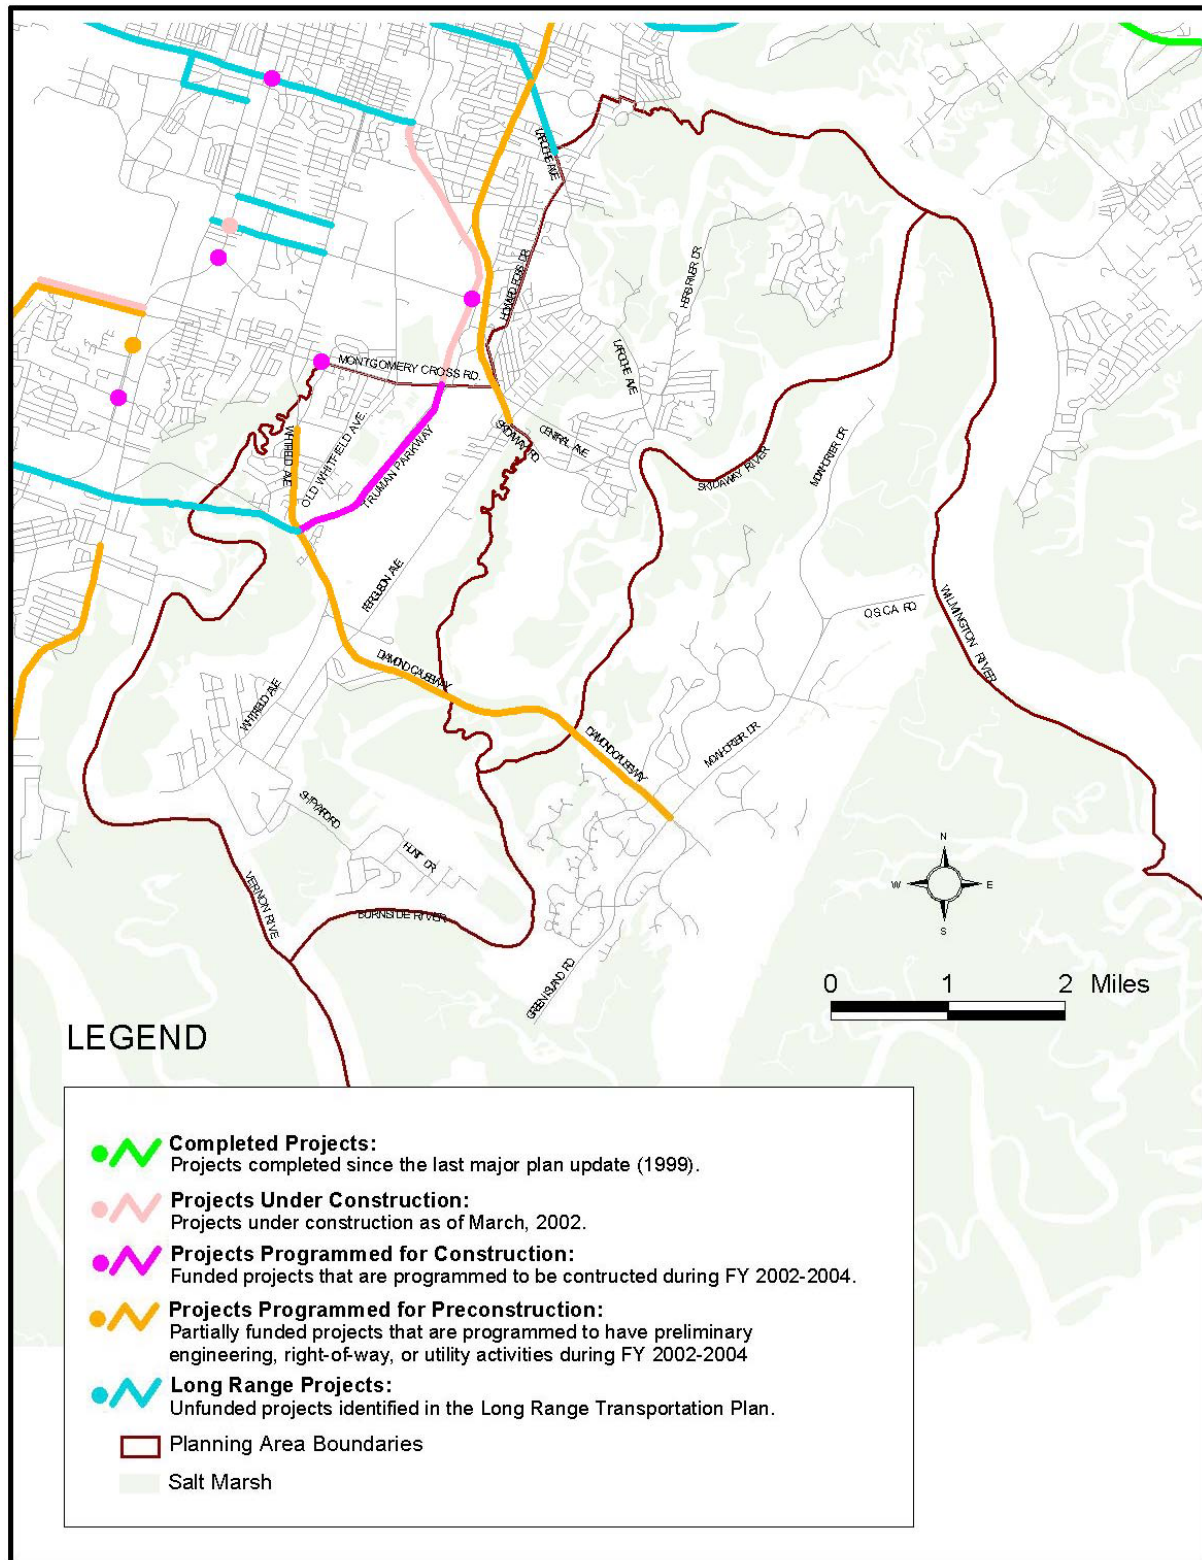 LAROCHE AVE
HOWARD FOSS DR
HERB RIVER DR
LAROCHE AVE
MONTGOMERY CROSS RD.
WHITFIELD AVE
OLD WHITFIELD AVE
TRUMAN PARKWAY
SKIDAWAY RD
CENTRAL AVE
SKIDAWAY RIVER
MCWHORTER DR
FERGUSON AVE
OSCA RD
WILMINGTON RIVER
DIAMOND CAUSEWAY
WHITFIELD AVE
DIAMOND CAUSEWAY
MCWHORTER DR
SHIPYARD RD
HUNT DR
VERNON RIVE
BURNSIDE RIVER
GREEN ISLAND RD
N
W E
S
0 1 2 Miles
LEGEND
Completed Projects:
Projects completed since the last major plan update (1999).
Projects Under Construction:
Projects under construction as of March, 2002.
Projects Programmed for Construction:
Funded projects that are programmed to be contructed during FY 2002-2004.
Projects Programmed for Preconstruction:
Partially funded projects that are programmed to have preliminary
engineering, right-of-way, or utility activities during FY 2002-2004
Long Range Projects:
Unfunded projects identified in the Long Range Transportation Plan.
Planning Area Boundaries
Salt Marsh